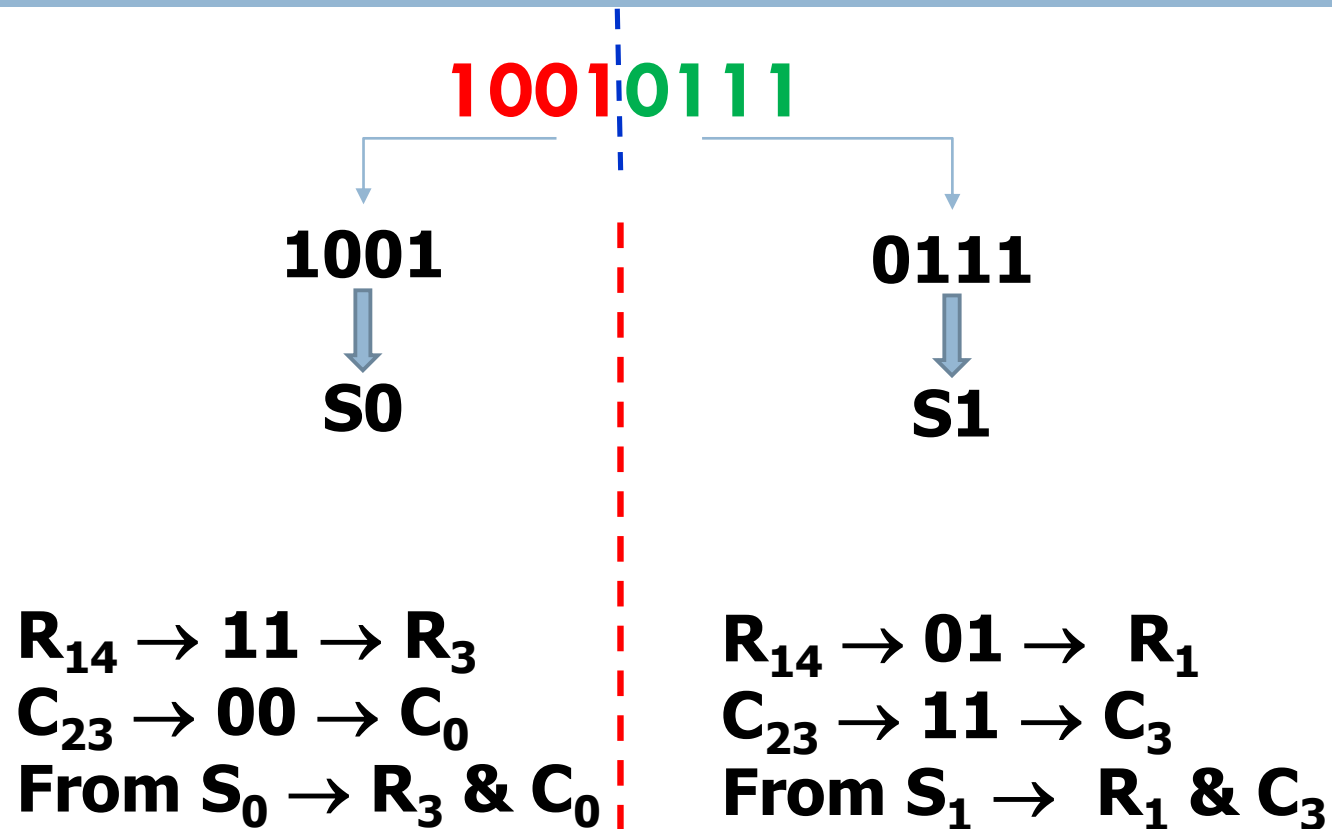 10010111
1001
0111
S0
S1
R₁₄ → 11 → R₃
C₂₃ → 00 → C₀
From S₀ → R₃ & C₀
R₁₄ → 01 → R₁
C₂₃ → 11 → C₃
From S₁ → R₁ & C₃